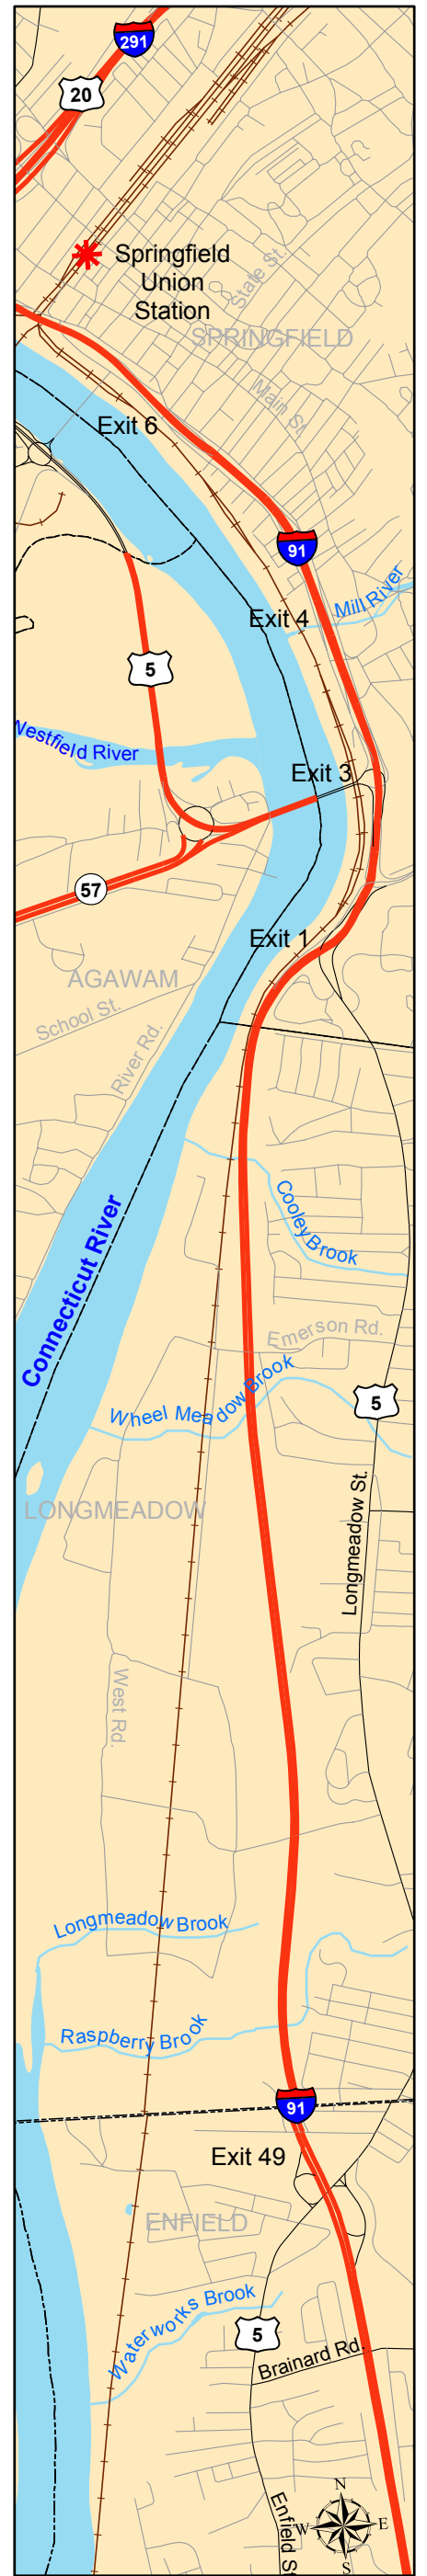 291
20
Springfield
Union
Station
State St.
SPRINGFIELD
Main St.
Exit 6
91
Mill River
Exit 4
5
Westfield River
Exit 3
57
Exit 1
AGAWAM
School St.
River Rd.
Connecticut River
Cooley Brook
Emerson Rd.
Wheel Meadow Brook
5
Longmeadow St.
LONGMEADOW
West Rd.
Longmeadow Brook
Raspberry Brook
91
Exit 49
ENFIELD
Waterworks Brook
5
Brainard Rd.
Enfield St
N
W E
S